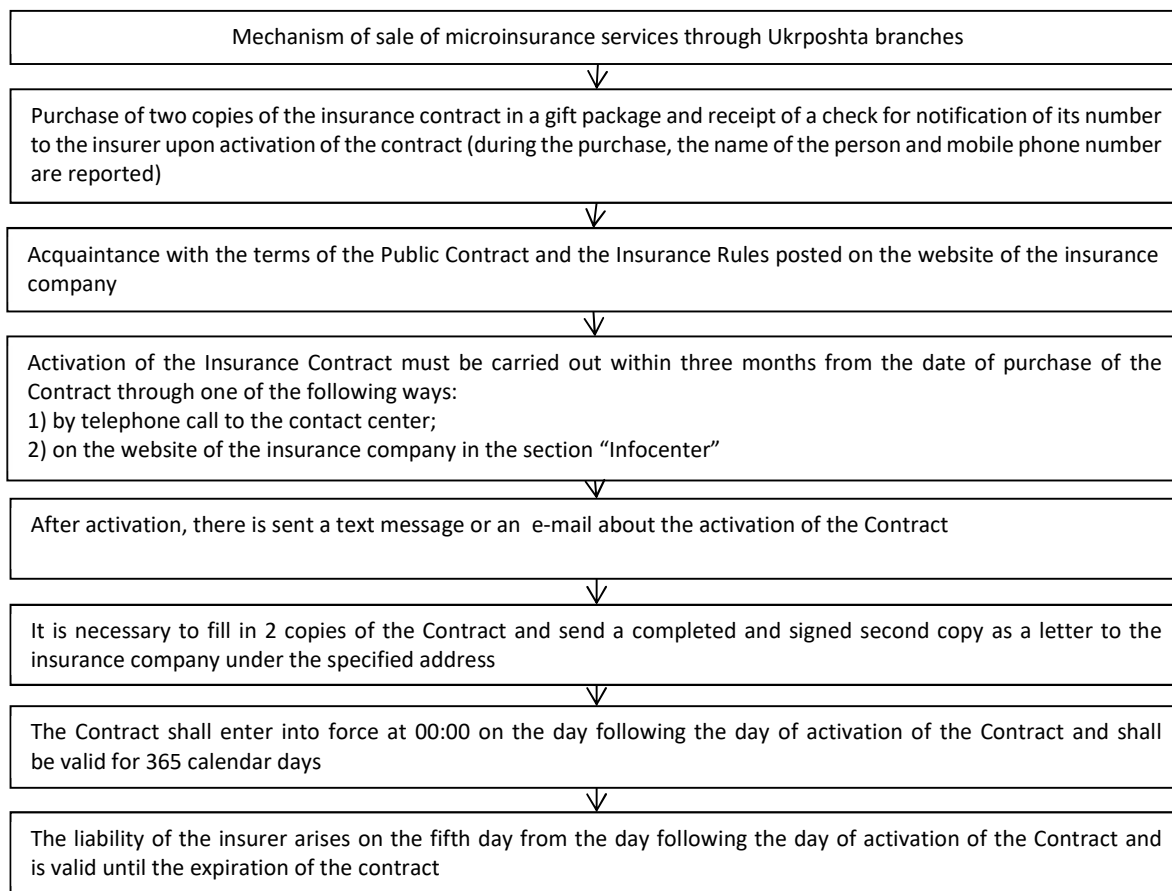 Mechanism of sale of microinsurance services through Ukrposhta branches
Purchase of two copies of the insurance contract in a gift package and receipt of a check for notification of its number
to the insurer upon activation of the contract (during the purchase, the name of the person and mobile phone number
are reported)
Acquaintance with the terms of the Public Contract and the Insurance Rules posted on the website of the insurance
company
Activation of the Insurance Contract must be carried out within three months from the date of purchase of the
Contract through one of the following ways:
1) by telephone call to the contact center;
2) on the website of the insurance company in the section “Infocenter”
After activation, there is sent a text message or an e-mail about the activation of the Contract
It is necessary to fill in 2 copies of the Contract and send a completed and signed second copy as a letter to the
insurance company under the specified address
The Contract shall enter into force at 00:00 on the day following the day of activation of the Contract and shall
be valid for 365 calendar days
The liability of the insurer arises on the fifth day from the day following the day of activation of the Contract and
is valid until the expiration of the contract